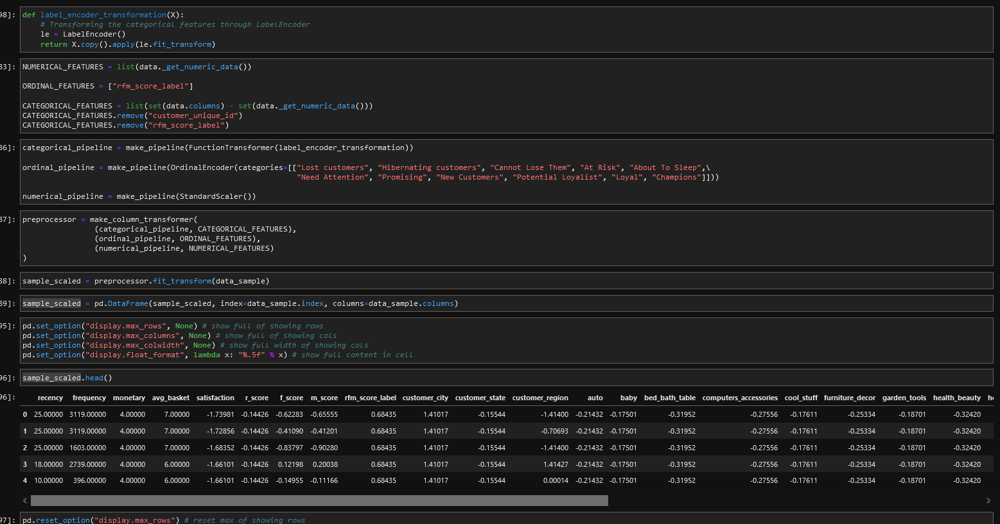 98]: def label_encoder_transformation(X):
# Transforming the categorical features through LabelEncoder
le = LabelEncoder()
return X.copy().apply(le.fit_transform)
83]: NUMERICAL_FEATURES = list(data._get_numeric_data())
ORDINAL_FEATURES = ["rfm_score_label"]
CATEGORICAL_FEATURES = list(set(data.columns) - set(data._get_numeric_data()))
CATEGORICAL_FEATURES.remove("customer_unique_id")
CATEGORICAL_FEATURES.remove("rfm_score_label")
86]: categorical_pipeline = make_pipeline(FunctionTransformer(label_encoder_transformation))
ordinal_pipeline = make_pipeline(OrdinalEncoder(categories=[["Lost customers", "Hibernating customers", "Cannot Lose Them", "At Risk", "About To Sleep",\
"Need Attention", "Promising", "New Customers", "Potential Loyalist", "Loyal", "Champions"]]))
numerical_pipeline = make_pipeline(StandardScaler())
87]: preprocessor = make_column_transformer(
(categorical_pipeline, CATEGORICAL_FEATURES),
(ordinal_pipeline, ORDINAL_FEATURES),
(numerical_pipeline, NUMERICAL_FEATURES)
)
88]: sample_scaled = preprocessor.fit_transform(data_sample)
89]: sample_scaled = pd.DataFrame(sample_scaled, index=data_sample.index, columns=data_sample.columns)
95]: pd.set_option("display.max_rows", None) # show full of showing rows
pd.set_option("display.max_columns", None) # show full of showing cols
pd.set_option("display.max_colwidth", None) # show full width of showing cols
pd.set_option("display.float_format", lambda x: "%.5f" % x) # show full content in cell
96]: sample_scaled.head()
96]: recency frequency monetary avg_basket satisfaction r_score f_score m_score rfm_score_label customer_city customer_state customer_region auto baby bed_bath_table computers_accessories cool_stuff furniture_decor garden_tools health_beauty
0 25.00000 3119.00000 4.00000 7.00000 -1.73981 -0.14426 -0.62283 -0.65555 0.68435 1.41017 -0.15544 -1.41400 -0.21432 -0.17501 -0.31952 -0.27556 -0.17611 -0.25334 -0.18701 -0.32420
1 25.00000 3119.00000 4.00000 7.00000 -1.72856 -0.14426 -0.41090 -0.41201 0.68435 1.41017 -0.15544 -0.70693 -0.21432 -0.17501 -0.31952 -0.27556 -0.17611 -0.25334 -0.18701 -0.32420
2 25.00000 1603.00000 4.00000 7.00000 -1.68352 -0.14426 -0.83797 -0.90280 0.68435 1.41017 -0.15544 -1.41400 -0.21432 -0.17501 -0.31952 -0.27556 -0.17611 -0.25334 -0.18701 -0.32420
3 18.00000 2739.00000 4.00000 6.00000 -1.66101 -0.14426 0.12198 0.20038 0.68435 1.41017 -0.15544 1.41427 -0.21432 -0.17501 -0.31952 -0.27556 -0.17611 -0.25334 -0.18701 -0.32420
4 10.00000 396.00000 4.00000 6.00000 -1.66101 -0.14426 -0.14955 -0.11166 0.68435 1.41017 -0.15544 0.00014 -0.21432 -0.17501 -0.31952 -0.27556 -0.17611 -0.25334 -0.18701 -0.32420
97]: pd.reset_option("display.max_rows") # reset max of showing rows